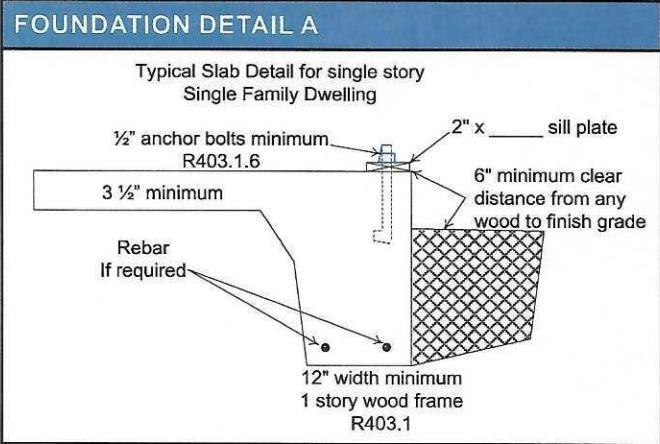 FOUNDATION DETAIL A
Typical Slab Detail for single story
Single Family Dwelling
½" anchor bolts minimum
R403.1.6
2" x ______ sill plate
6" minimum clear
distance from any
wood to finish grade
3 ½" minimum
Rebar
If required
12" width minimum
1 story wood frame
R403.1